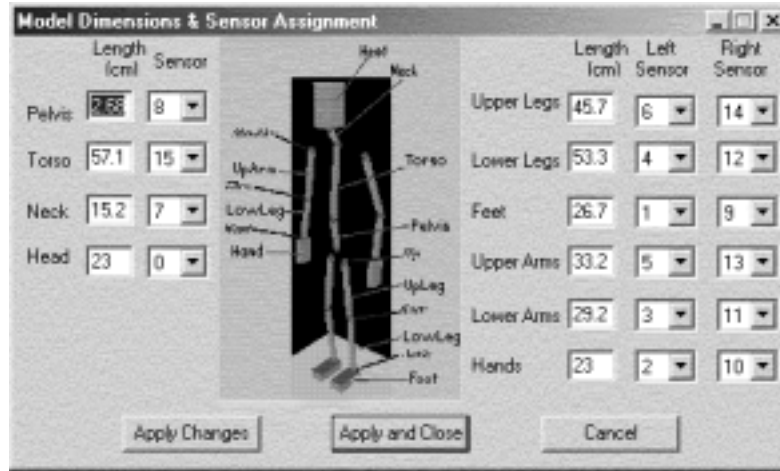 Model Dimensions & Sensor Assignment
Length (cm) Sensor
Pelvis 2.68 8
Torso 57.1 15
Neck 15.2 7
Head 23 0
Head
Neck
UpArm
LowLeg
Hand
Torso
Pelvis
UpLeg
LowLeg
Foot
Length (cm) Left Sensor Right Sensor
Upper Legs 45.7 6 14
Lower Legs 53.3 4 12
Feet 26.7 1 9
Upper Arms 33.2 5 13
Lower Arms 29.2 3 11
Hands 23 2 10
Apply Changes Apply and Close Cancel